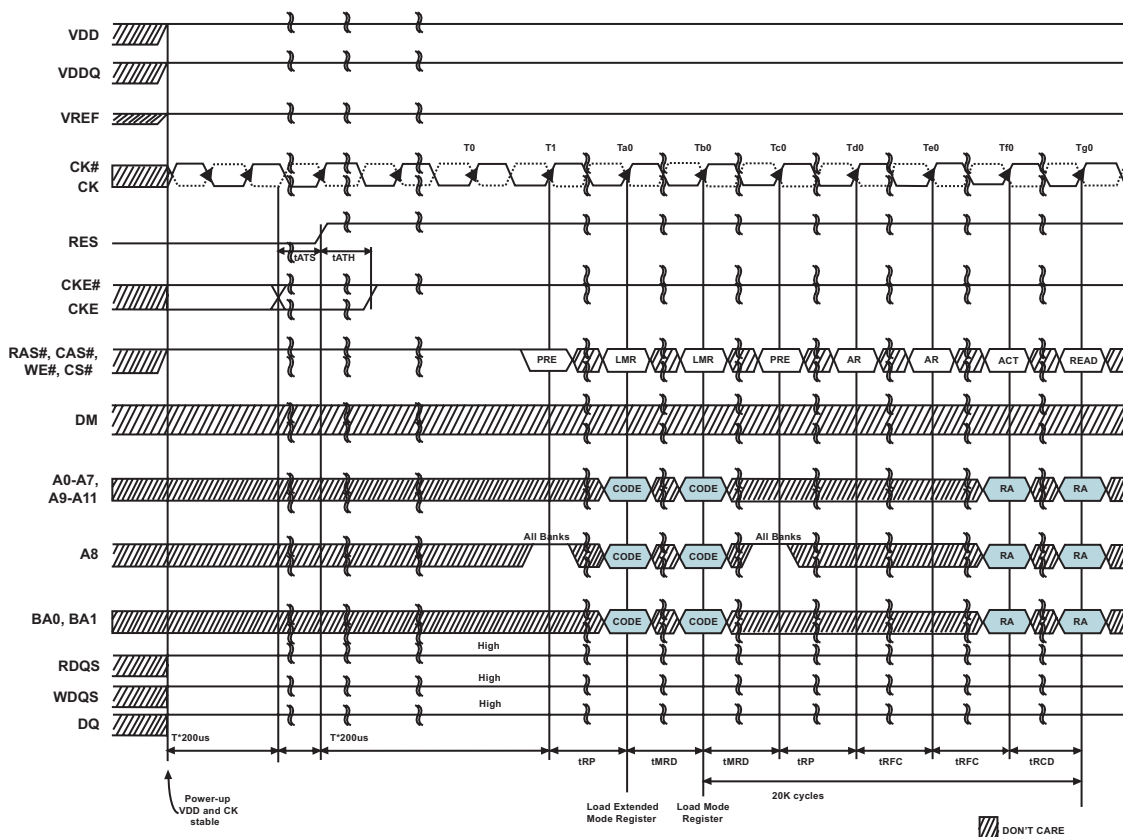 VDD
VDDQ
VREF
T0 T1 Ta0 Tb0 Tc0 Td0 Te0 Tf0 Tg0
CK#
CK
RES
tATS tATH
CKE#
CKE
RAS#, CAS#,
WE#, CS#
PRE LMR LMR PRE AR AR ACT READ
DM
A0-A7,
A9-A11
CODE CODE RA RA
All Banks All Banks
A8
CODE CODE RA RA
BA0, BA1
CODE CODE RA RA
High
RDQS
High
WDQS
High
DQ
T*200us T*200us
tRP tMRD tMRD tRP tRFC tRFC tRCD
20K cycles
Power-up
VDD and CK
stable
Load Extended
Mode Register
Load Mode
Register
DON'T CARE